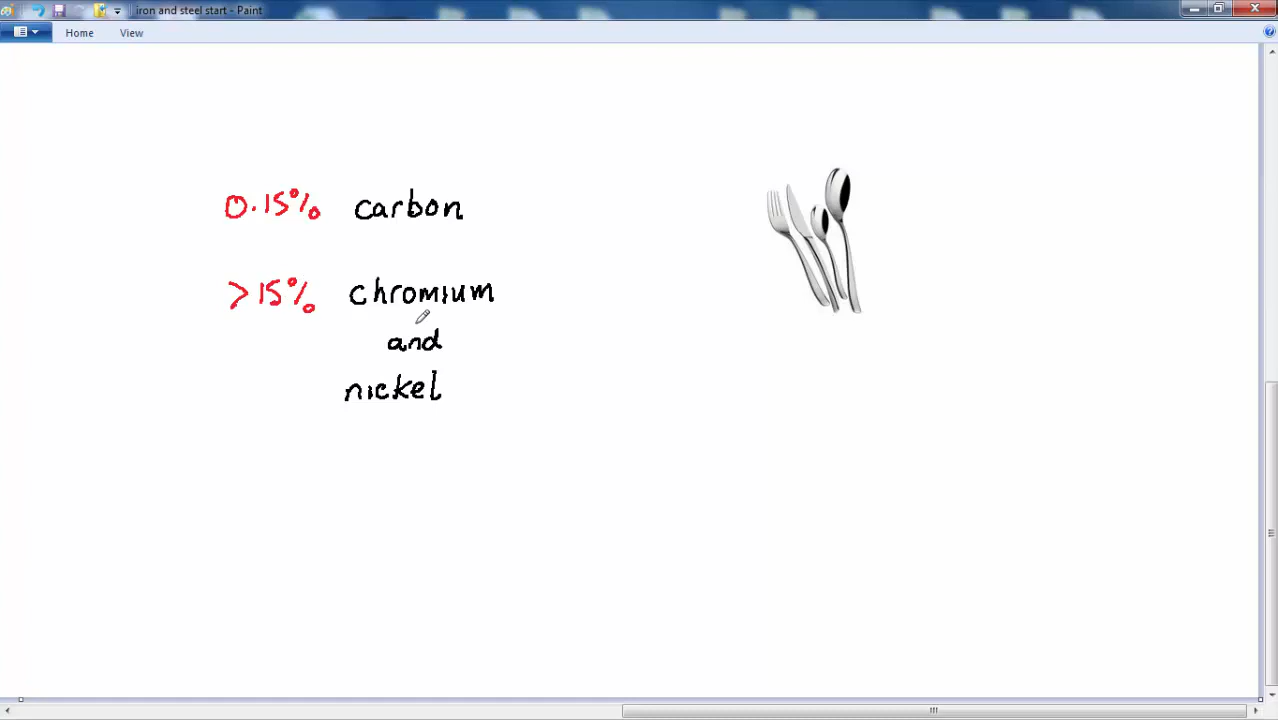 iron and steel start - Paint
Home View
0.15% carbon
>15% chromium
and
nickel